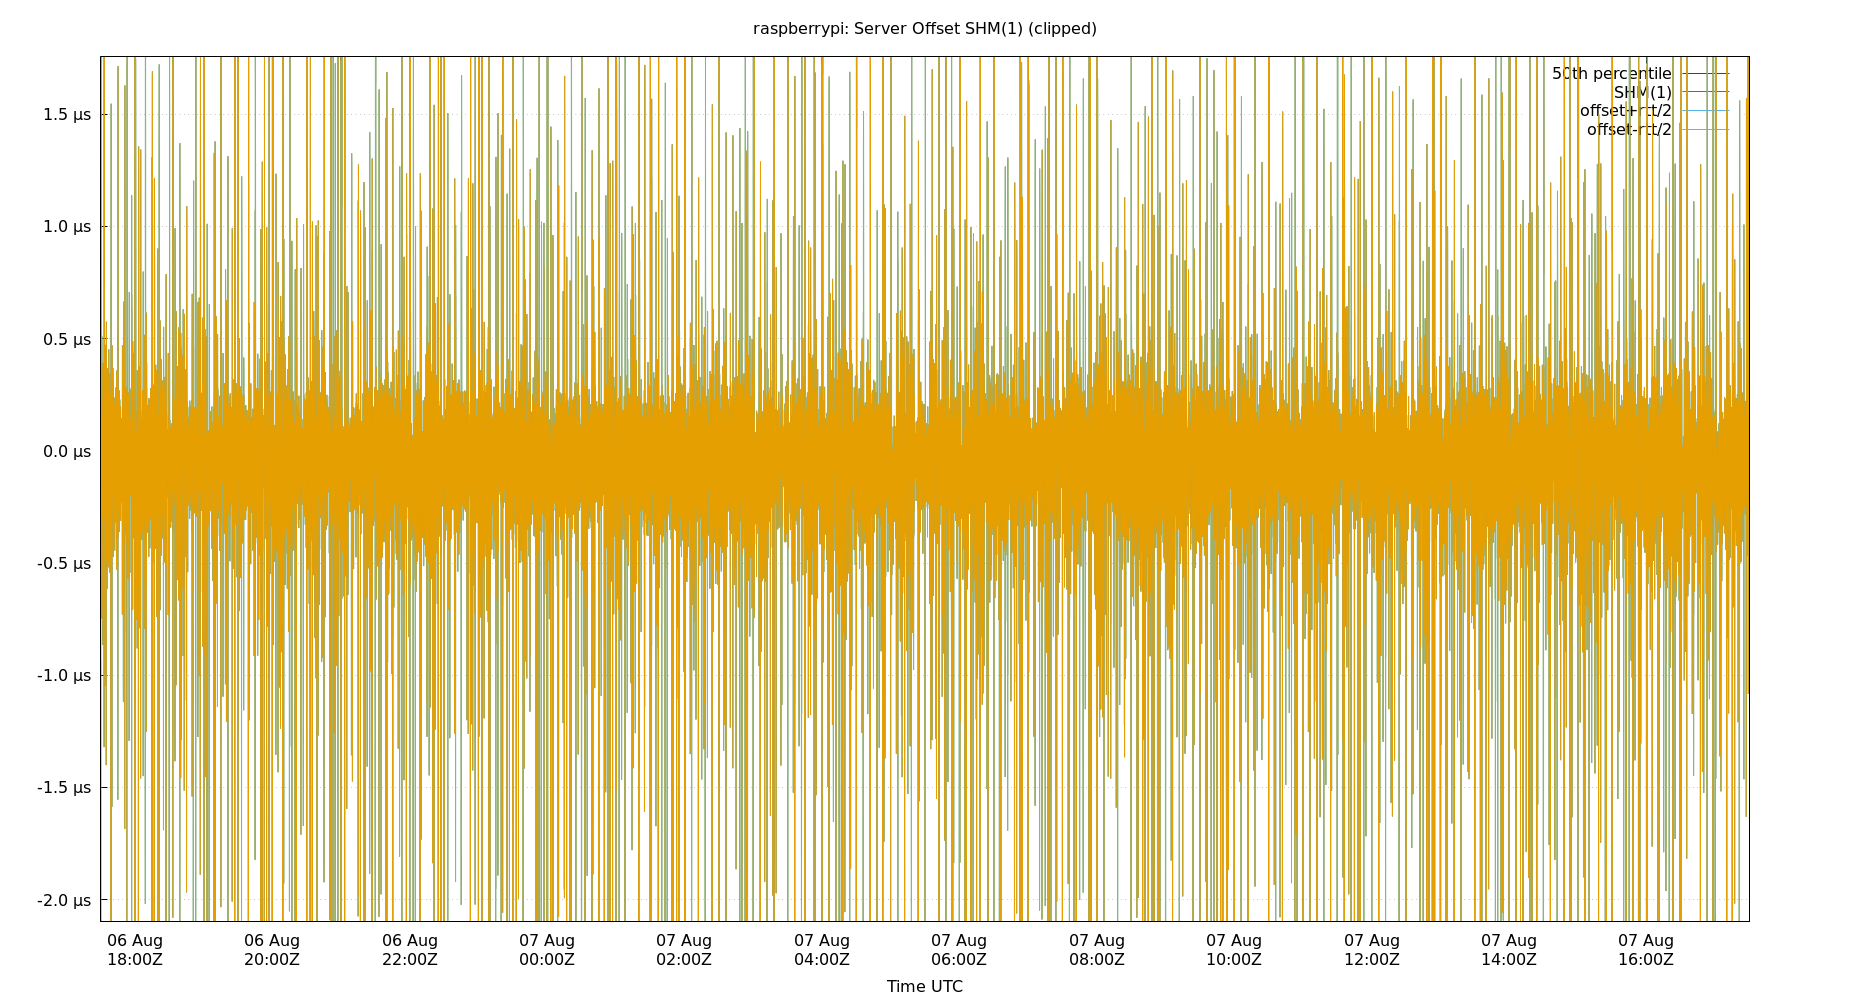 raspberrypi: Server Offset SHM(1) (clipped)
50th percentile
SHM(1)
offset+rtt/2
offset-rtt/2
1.5 µs
1.0 µs
0.5 µs
0.0 µs
-0.5 µs
-1.0 µs
-1.5 µs
-2.0 µs
06 Aug 06 Aug 06 Aug 07 Aug 07 Aug 07 Aug 07 Aug 07 Aug 07 Aug 07 Aug 07 Aug 07 Aug
18:00Z 20:00Z 22:00Z 00:00Z 02:00Z 04:00Z 06:00Z 08:00Z 10:00Z 12:00Z 14:00Z 16:00Z
Time UTC